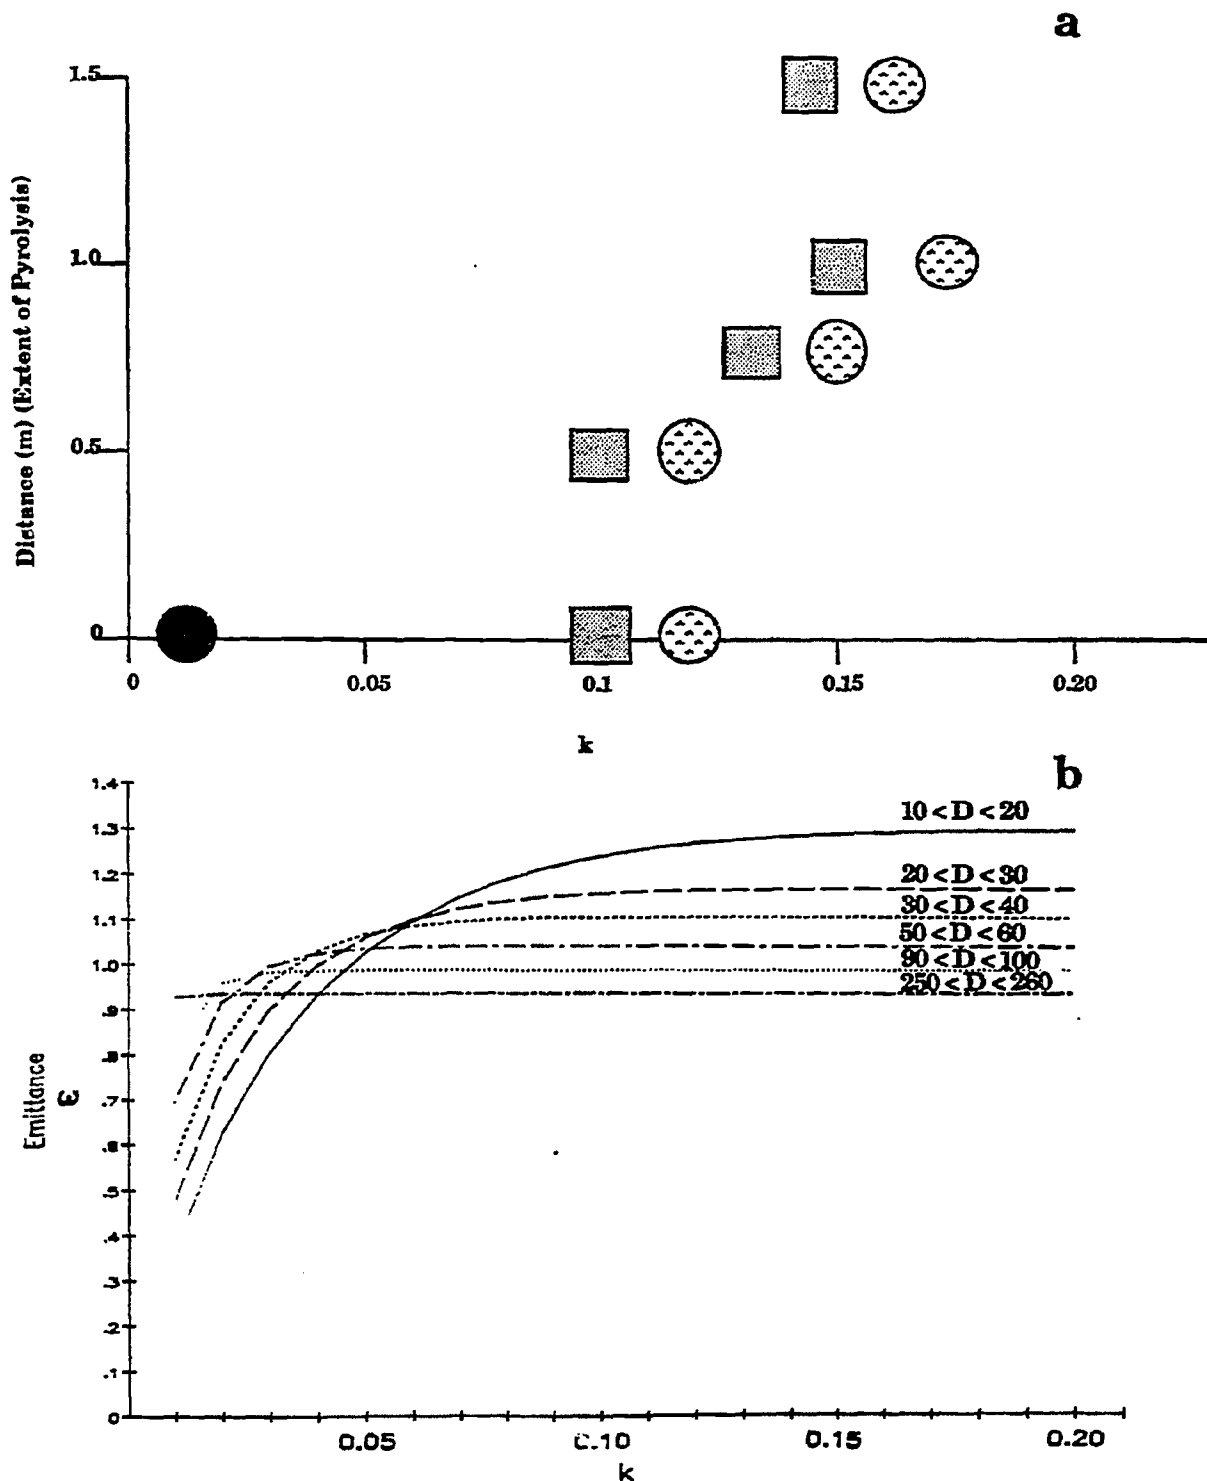 a
1.5
1.0
0.5
0
Distance (m) (Extent of Pyrolysis)
0
0.05
0.1
0.15
0.20
k
b
1.4
1.3
1.2
1.1
1.0
.9
.8
.7
.6
.5
.4
.3
.2
.1
0
Emittance
ε
10<D<20
20<D<30
30<D<40
50<D<60
90<D<100
250<D<260
0.05
0.10
0.15
0.20
k